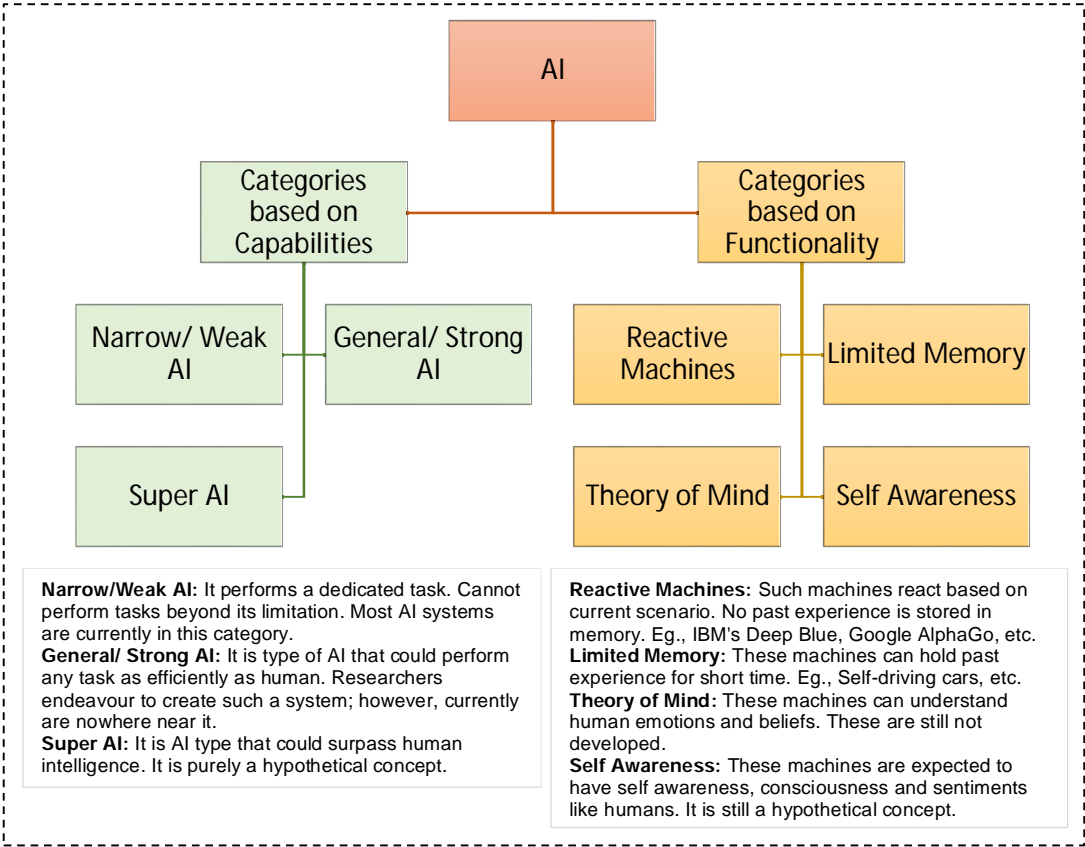 AI
Categories
based on
Capabilities
Categories
based on
Functionality
Narrow/ Weak
AI
General/ Strong
AI
Super AI
Reactive
Machines
Limited Memory
Theory of Mind
Self Awareness
Narrow/Weak AI: It performs a dedicated task. Cannot
perform tasks beyond its limitation. Most AI systems
are currently in this category.
General/ Strong AI: It is type of AI that could perform
any task as efficiently as human. Researchers
endeavour to create such a system; however, currently
are nowhere near it.
Super AI: It is AI type that could surpass human
intelligence. It is purely a hypothetical concept.
Reactive Machines: Such machines react based on
current scenario. No past experience is stored in
memory. Eg., IBM's Deep Blue, Google AlphaGo, etc.
Limited Memory: These machines can hold past
experience for short time. Eg., Self-driving cars, etc.
Theory of Mind: These machines can understand
human emotions and beliefs. These are still not
developed.
Self Awareness: These machines are expected to
have self awareness, consciousness and sentiments
like humans. It is still a hypothetical concept.